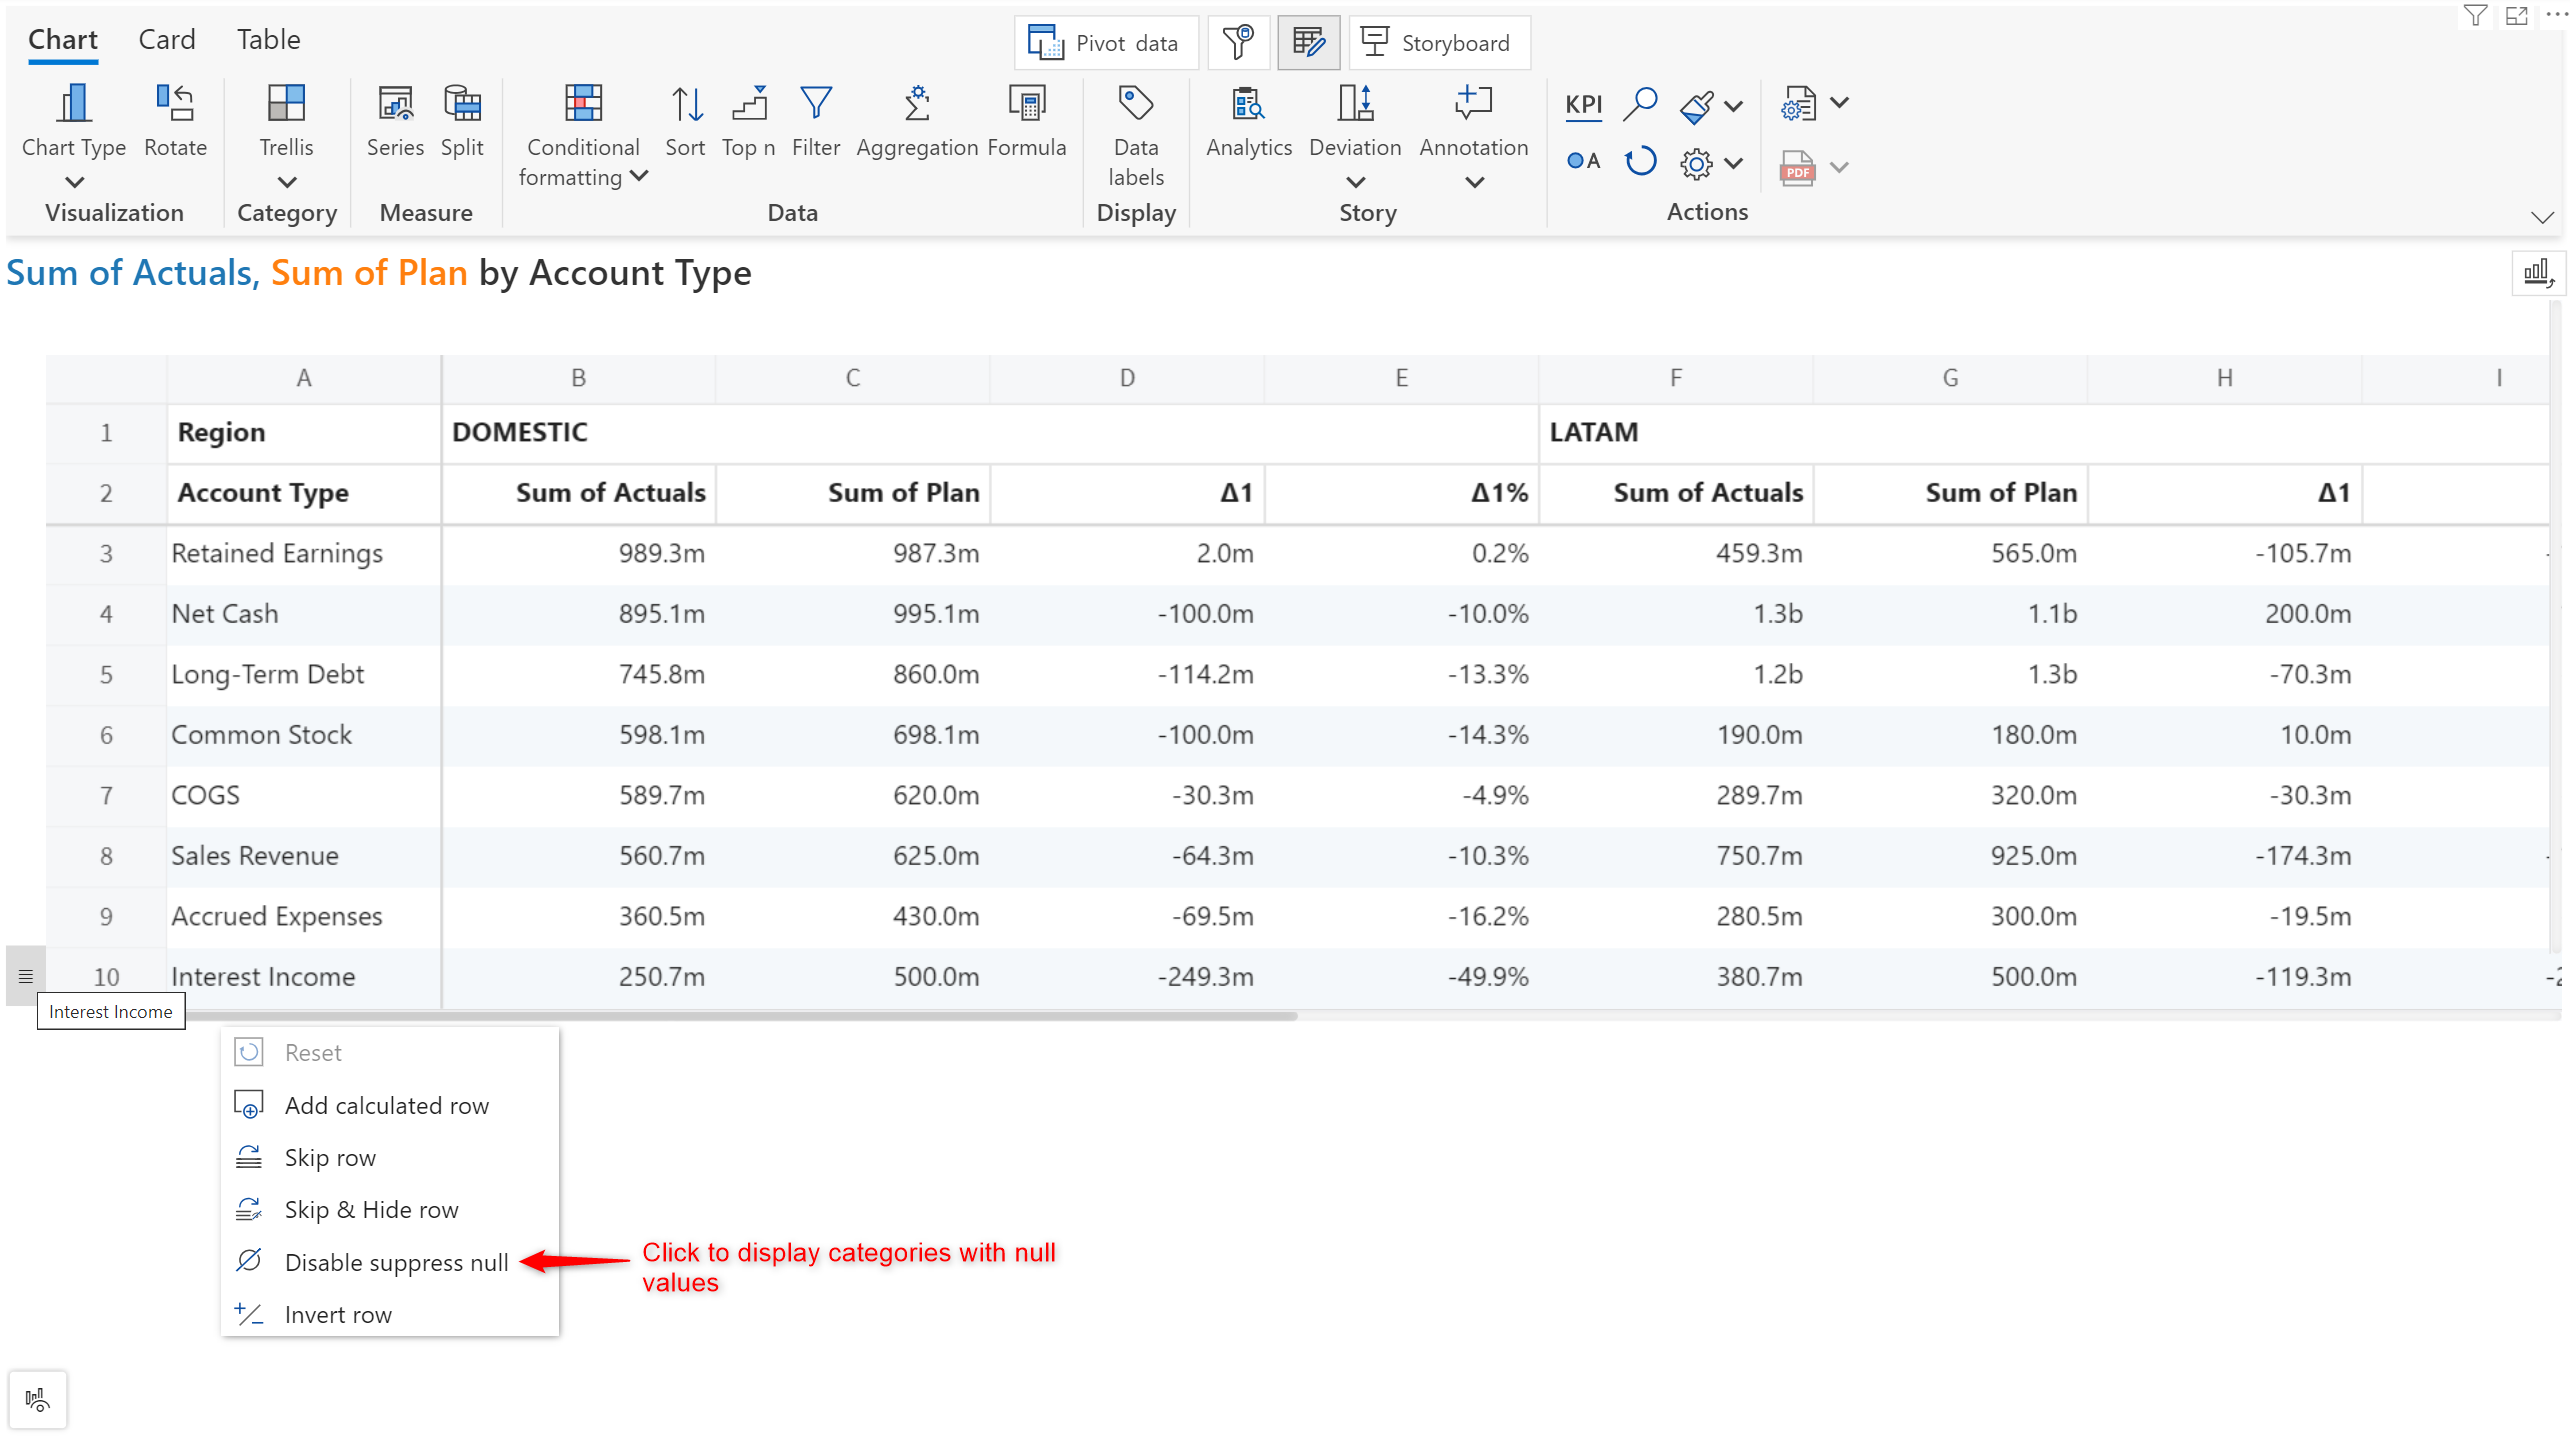 Chart Card Table
Pivot data Storyboard
Chart Type Rotate Trellis Series Split Conditional formatting Sort Top n Filter Aggregation Formula Data labels Analytics Deviation Annotation KPI
A
PDF
Visualization Category Measure Data Display Story Actions
Sum of Actuals, Sum of Plan by Account Type
A B C D E F G H I
1 Region DOMESTIC LATAM
2 Account Type Sum of Actuals Sum of Plan Δ1 Δ1% Sum of Actuals Sum of Plan Δ1
3 Retained Earnings 989.3m 987.3m 2.0m 0.2% 459.3m 565.0m -105.7m
4 Net Cash 895.1m 995.1m -100.0m -10.0% 1.3b 1.1b 200.0m
5 Long-Term Debt 745.8m 860.0m -114.2m -13.3% 1.2b 1.3b -70.3m
6 Common Stock 598.1m 698.1m -100.0m -14.3% 190.0m 180.0m 10.0m
7 COGS 589.7m 620.0m -30.3m -4.9% 289.7m 320.0m -30.3m
8 Sales Revenue 560.7m 625.0m -64.3m -10.3% 750.7m 925.0m -174.3m
9 Accrued Expenses 360.5m 430.0m -69.5m -16.2% 280.5m 300.0m -19.5m
10 Interest Income 250.7m 500.0m -249.3m -49.9% 380.7m 500.0m -119.3m
Interest Income
Reset
Add calculated row
Skip row
Skip & Hide row
Disable suppress null
Invert row
Click to display categories with null
values